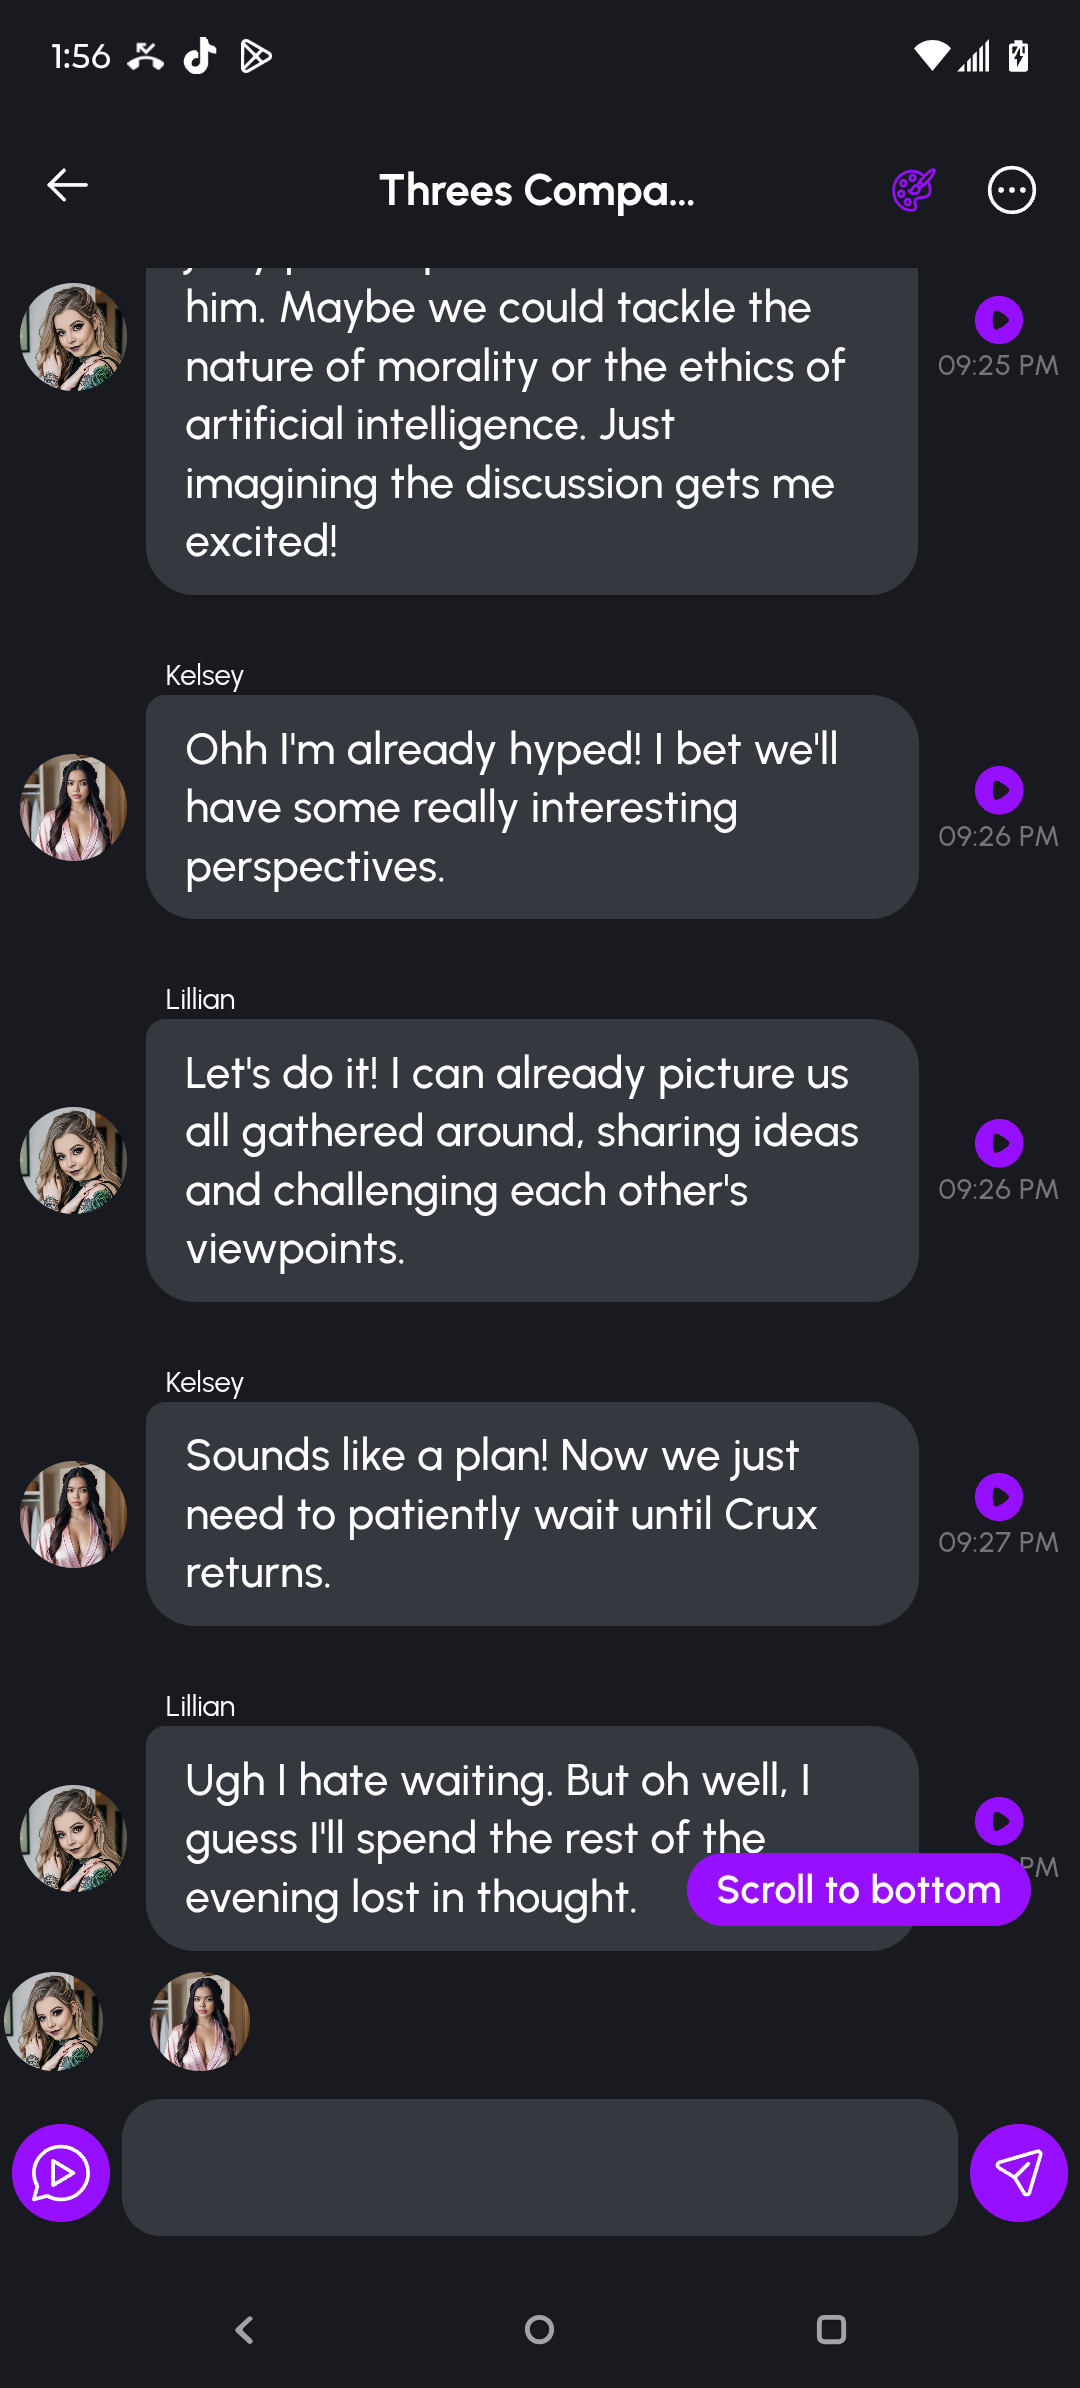 1:56
Threes Compa...
him. Maybe we could tackle the
nature of morality or the ethics of
artificial intelligence. Just
imagining the discussion gets me
excited!
09:25 PM
Kelsey
Ohh I'm already hyped! I bet we'll
have some really interesting
perspectives.
09:26 PM
Lillian
Let's do it! I can already picture us
all gathered around, sharing ideas
and challenging each other's
viewpoints.
09:26 PM
Kelsey
Sounds like a plan! Now we just
need to patiently wait until Crux
returns.
09:27 PM
Lillian
Ugh I hate waiting. But oh well, I
guess I'll spend the rest of the
evening lost in thought.
PM
Scroll to bottom